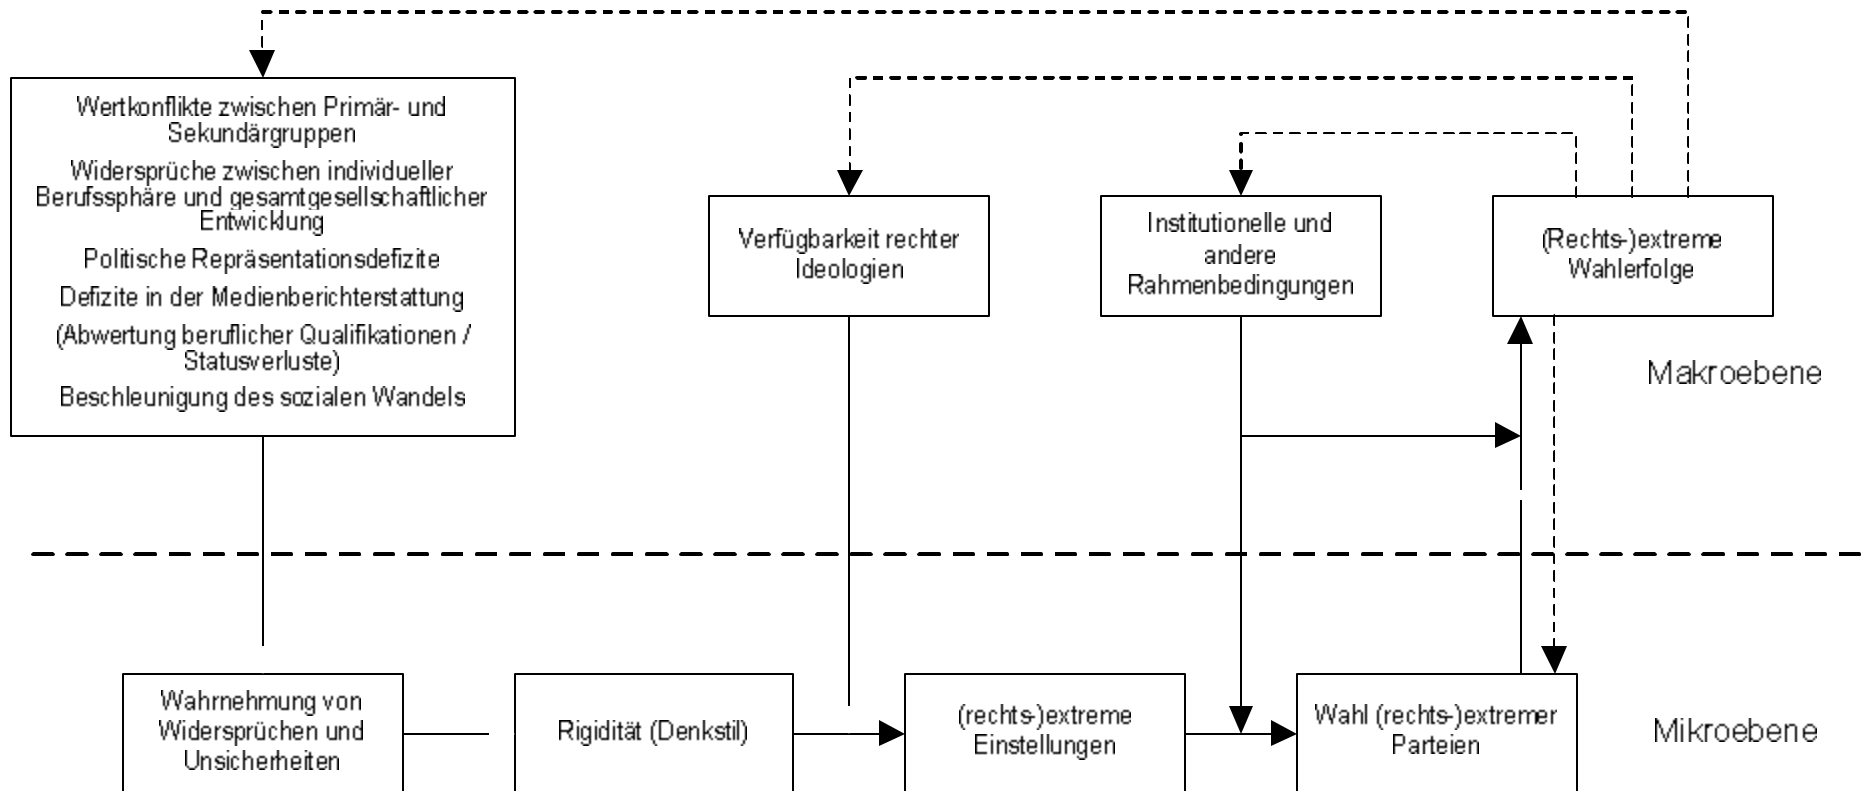 Wertkonflikte zwischen Primär- und
Sekundärgruppen
Widersprüche zwischen individueller
Berufssphäre und gesamtgesellschaftlicher
Entwicklung
Politische Repräsentationsdefizite
Defizite in der Medienberichterstattung
(Abwertung beruflicher Qualifikationen /
Statusverluste)
Beschleunigung des sozialen Wandels
Verfügbarkeit rechter
Ideologien
Institutionelle und
andere
Rahmenbedingungen
(Rechts-)extreme
Wahlerfolge
Makroebene
Wahrnehmung von
Widersprüchen und
Unsicherheiten
Rigidität (Denkstil)
(rechts-)extreme
Einstellungen
Wahl (rechts-)extremer
Parteien
Mikroebene